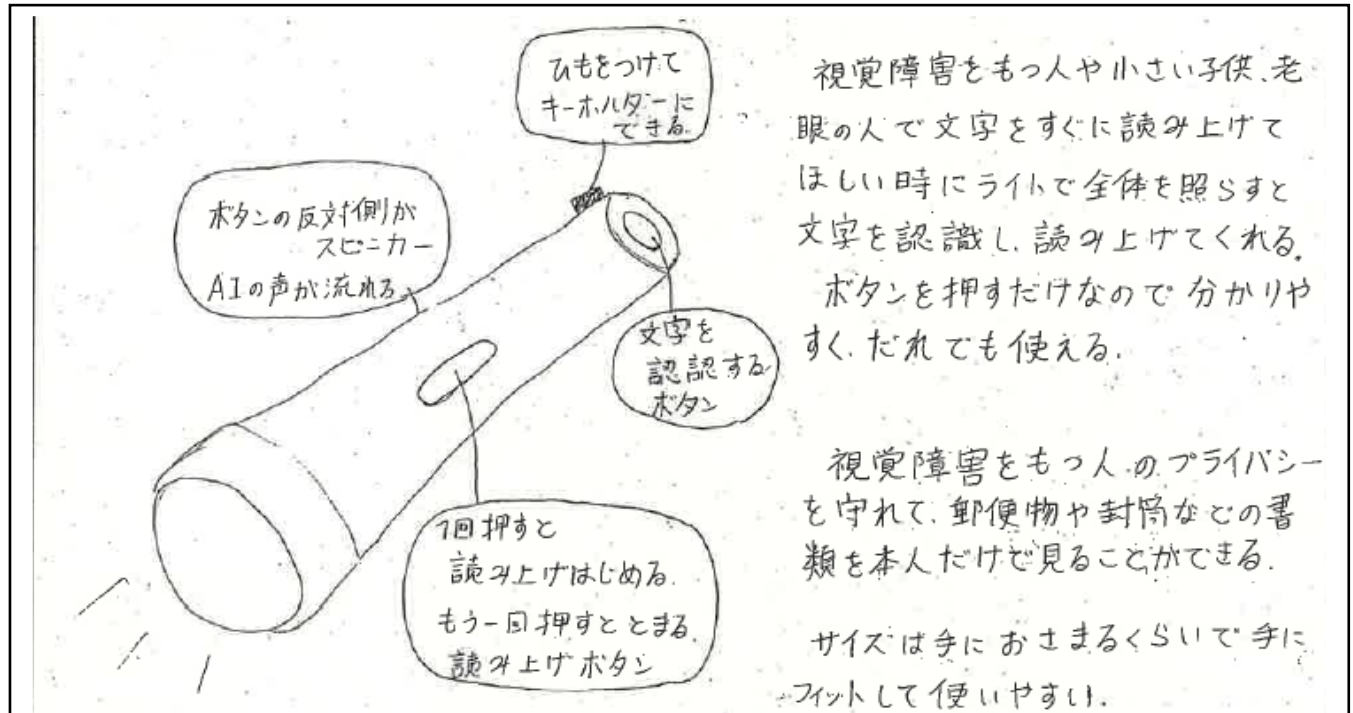 ひもをつけて
キーホルダーに
できる。
ボタンの反対側が
スピーカー
AIの声が流れる
文字を
認認する
ボタン
1回押すと
読み上げはじめる。
もう一回押すととまる。
読み上げボタン
視覚障害をもつ人や小さい子供、老
眼の人で文字をすぐに読み上げて
ほしい時にライトで全体を照らすと
文字を認識し、読み上げてくれる。
ボタンを押すだけなので分かりや
すく、だれでも使える。
視覚障害をもつ人のプライバシー
を守れて、郵便物や封筒などの書
類を本人だけで見ることができる。
サイズは手におさまるくらいで手に
フィットして使いやすい。